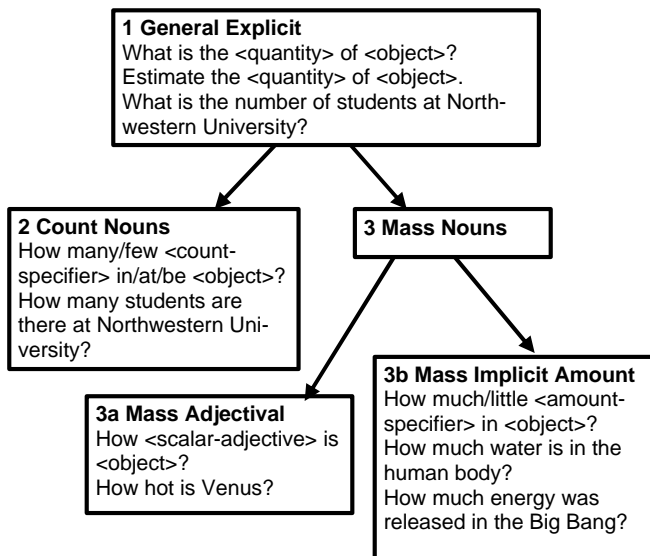 1 General Explicit
What is the <quantity> of <object>?
Estimate the <quantity> of <object>.
What is the number of students at North-
western University?
2 Count Nouns
How many/few <count-
specifier> in/at/be <object>?
How many students are
there at Northwestern Uni-
versity?
3 Mass Nouns
3a Mass Adjectival
How <scalar-adjective> is
<object>?
How hot is Venus?
3b Mass Implicit Amount
How much/little <amount-
specifier> in <object>?
How much water is in the
human body?
How much energy was
released in the Big Bang?